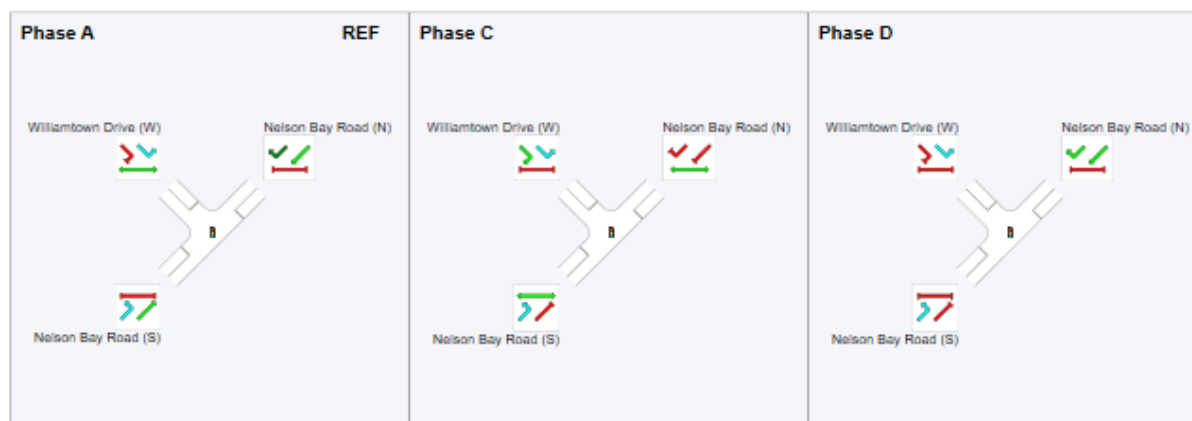 Phase A REF
Williamtown Drive (W) Nelson Bay Road (N)
Nelson Bay Road (S)
Phase C
Williamtown Drive (W) Nelson Bay Road (N)
Nelson Bay Road (S)
Phase D
Williamtown Drive (W) Nelson Bay Road (N)
Nelson Bay Road (S)